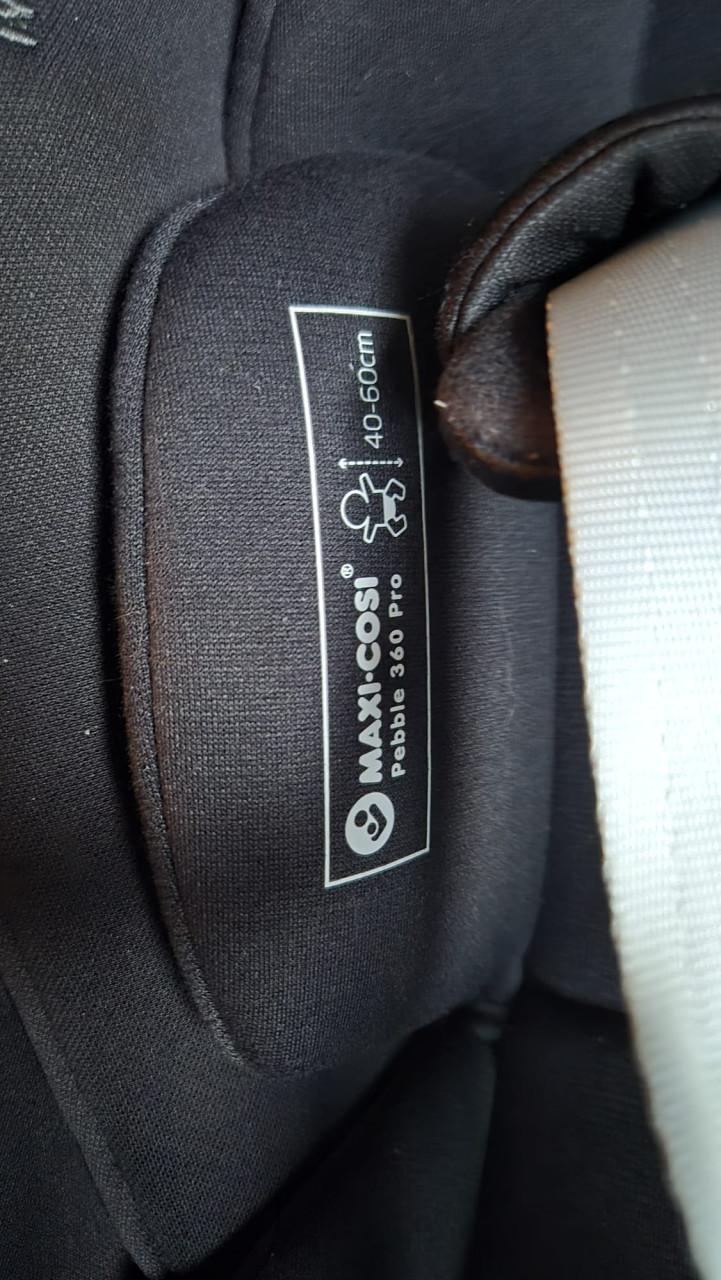 MAXI·COSI®
Pebble 360 Pro
40-60cm